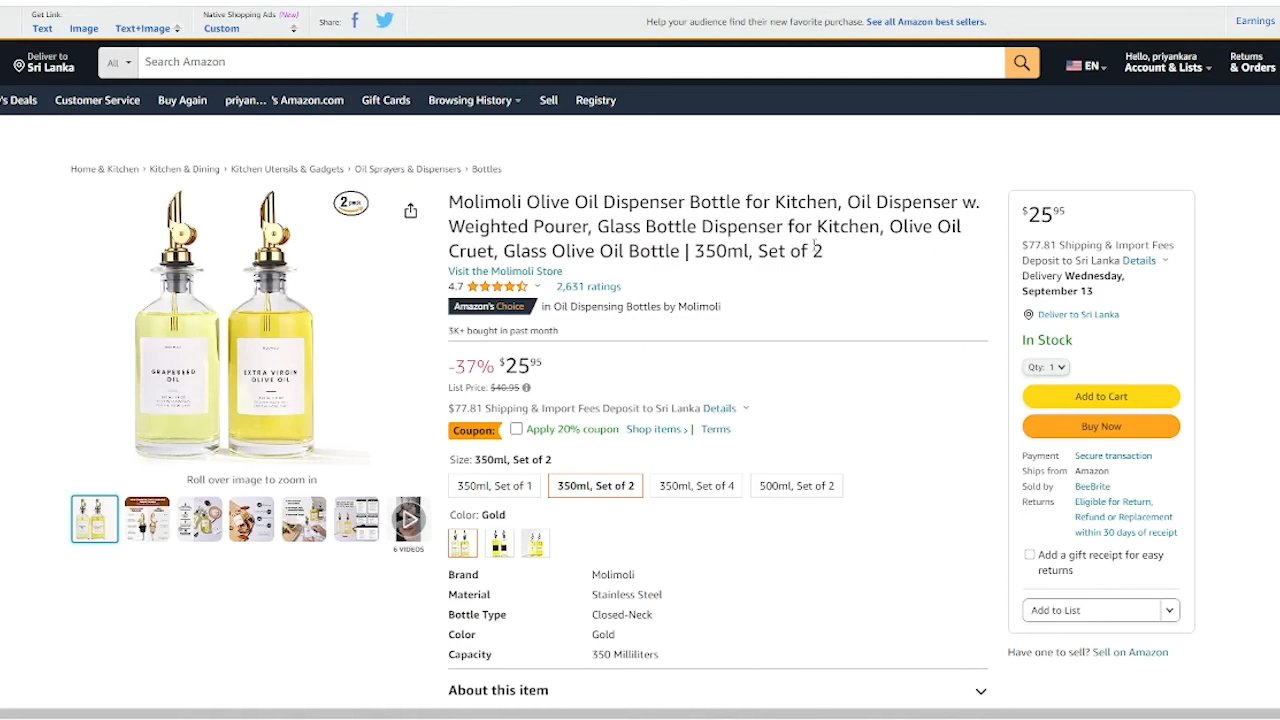 Get Link:
Text Image Text+Image
Native Shopping Ads (New)
Custom
Share:
Help your audience find their new favorite purchase. See all Amazon best sellers.
Earnings
Deliver to
Sri Lanka
All
Search Amazon
EN
Hello, priyankara
Account & Lists
Returns
& Orders
's Deals Customer Service Buy Again priyan... 's Amazon.com Gift Cards Browsing History Sell Registry
Home & Kitchen › Kitchen & Dining › Kitchen Utensils & Gadgets › Oil Sprayers & Dispensers › Bottles
2 pack
GRAPESEED
OIL
EXTRA VIRGIN
OLIVE OIL
Roll over image to zoom in
6 VIDEOS
Molimoli Olive Oil Dispenser Bottle for Kitchen, Oil Dispenser w.
Weighted Pourer, Glass Bottle Dispenser for Kitchen, Olive Oil
Cruet, Glass Olive Oil Bottle | 350ml, Set of 2
Visit the Molimoli Store
4.7 2,631 ratings
Amazon's Choice in Oil Dispensing Bottles by Molimoli
3K+ bought in past month
-37% $25 95
List Price: $40.95
$77.81 Shipping & Import Fees Deposit to Sri Lanka Details
Coupon: Apply 20% coupon Shop items › | Terms
Size: 350ml, Set of 2
350ml, Set of 1 350ml, Set of 2 350ml, Set of 4 500ml, Set of 2
Color: Gold
Brand Molimoli
Material Stainless Steel
Bottle Type Closed-Neck
Color Gold
Capacity 350 Milliliters
About this item
$25 95
$77.81 Shipping & Import Fees
Deposit to Sri Lanka Details
Delivery Wednesday,
September 13
Deliver to Sri Lanka
In Stock
Qty: 1
Add to Cart
Buy Now
Payment Secure transaction
Ships from Amazon
Sold by BeeBrite
Returns Eligible for Return,
Refund or Replacement
within 30 days of receipt
Add a gift receipt for easy
returns
Add to List
Have one to sell? Sell on Amazon